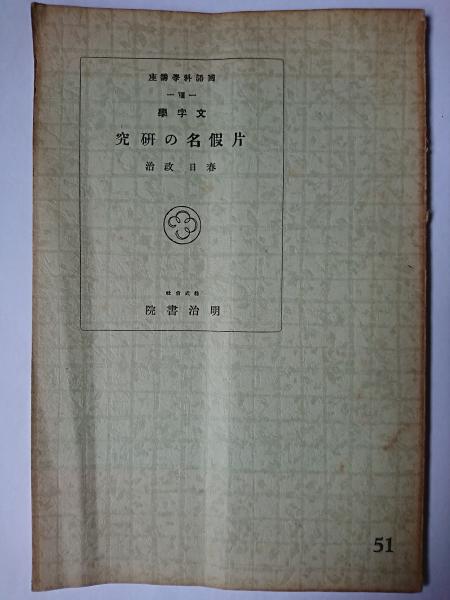 座講學科語國
學字文
究研の名假片
治政 日春
社會式株
院書治明
51